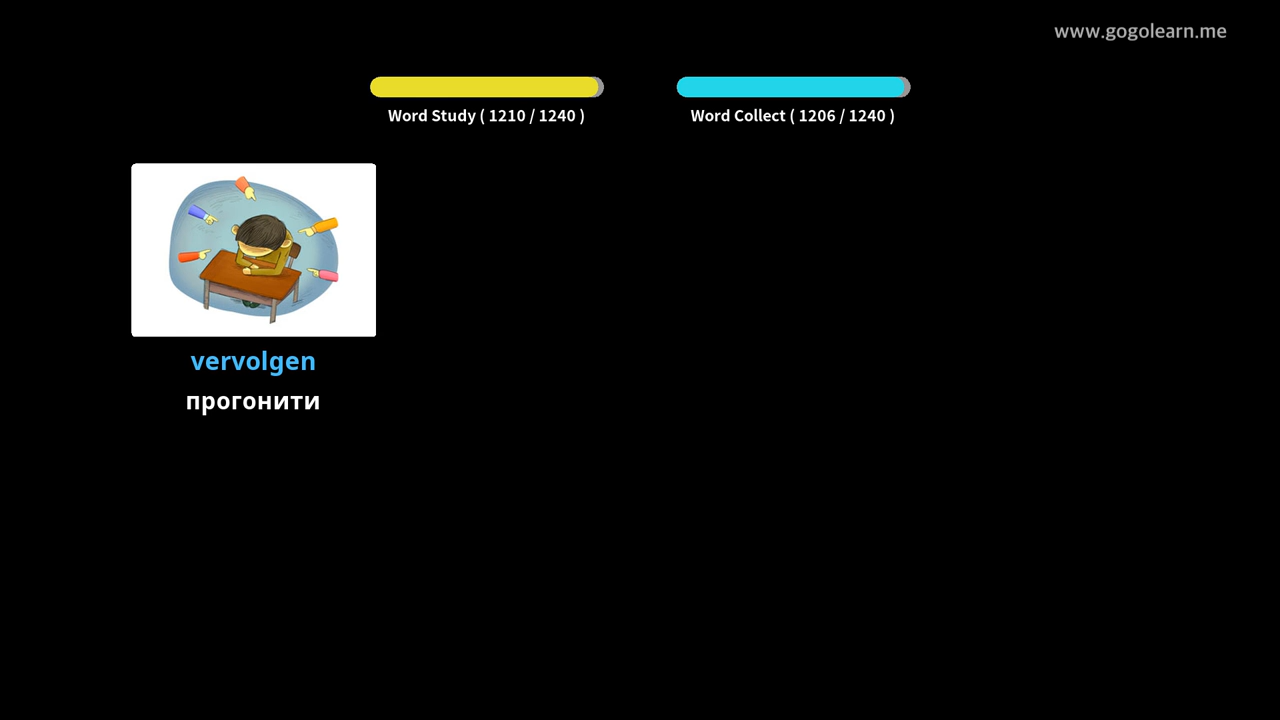 www.gogolearn.me
Word Study ( 1210 / 1240 )
Word Collect ( 1206 / 1240 )
vervolgen
прогонити